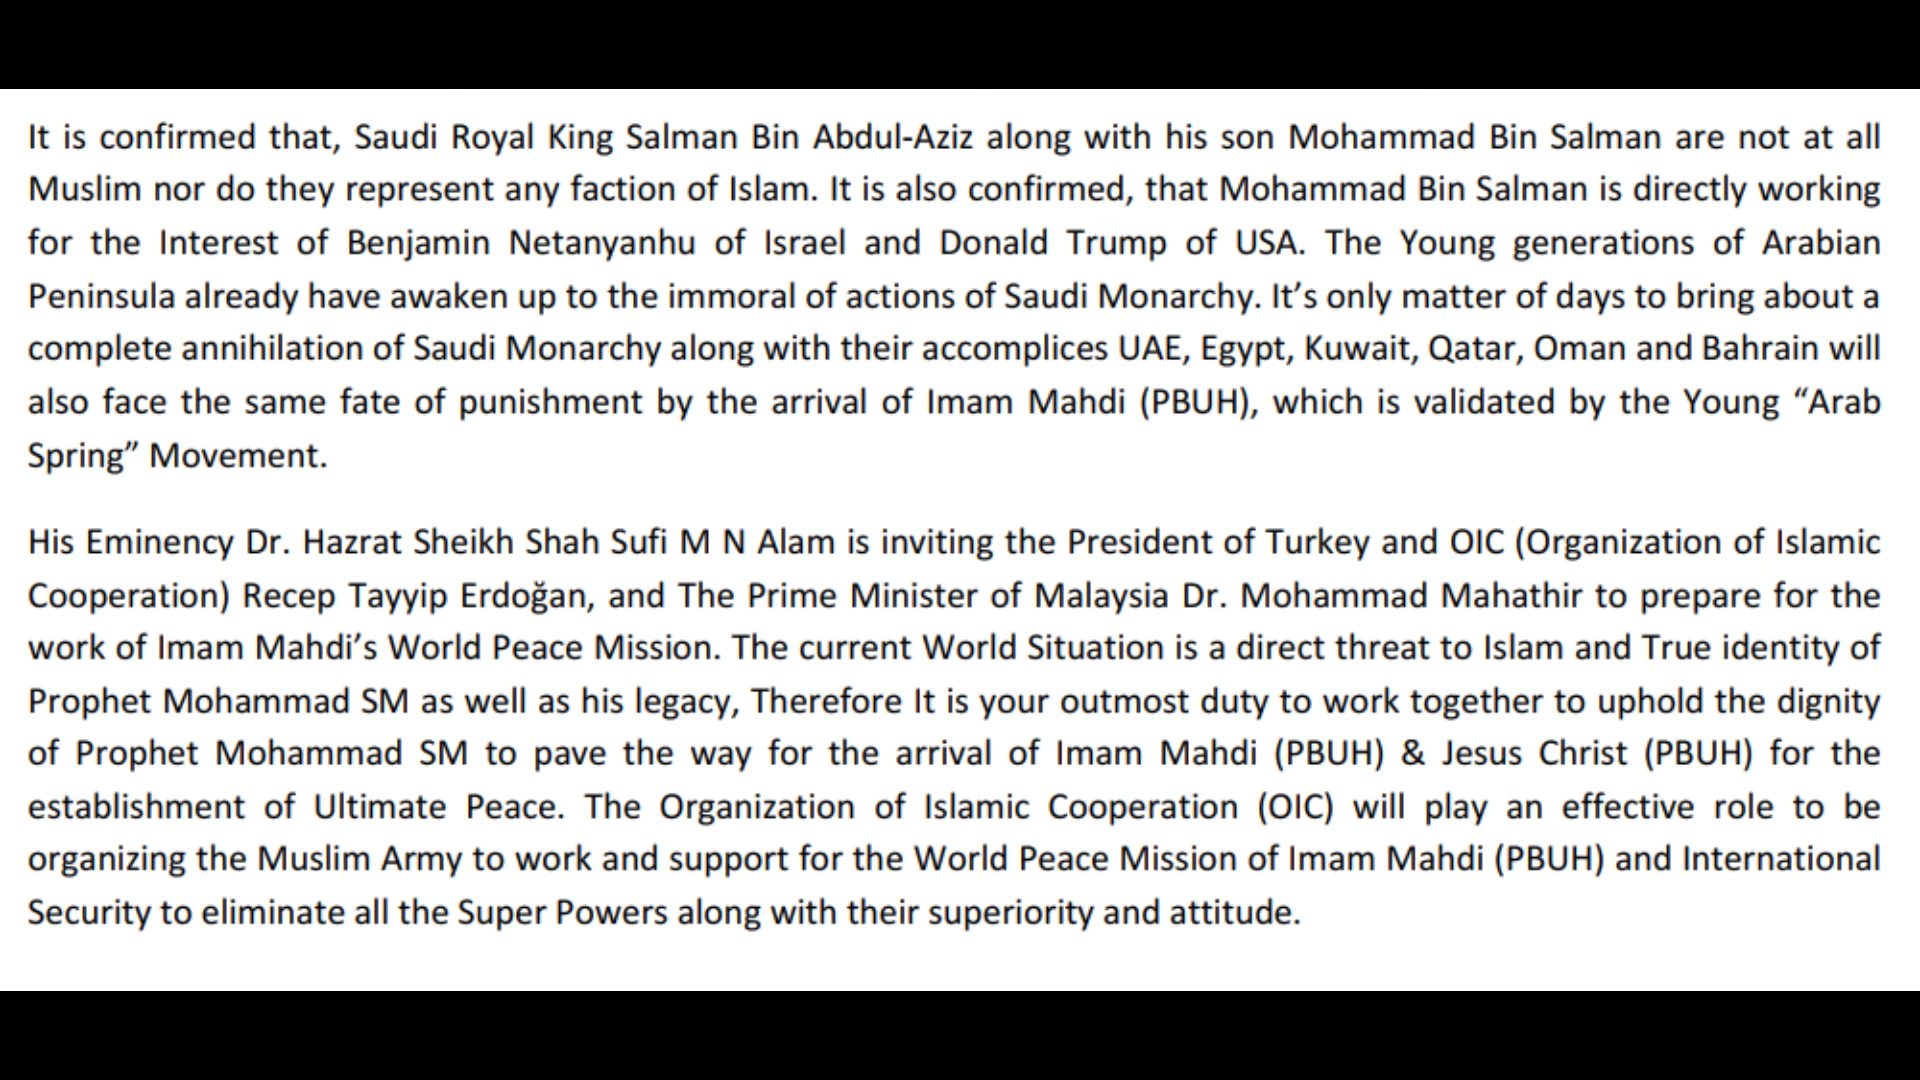 It is confirmed that, Saudi Royal King Salman Bin Abdul-Aziz along with his son Mohammad Bin Salman are not at all
Muslim nor do they represent any faction of Islam. It is also confirmed, that Mohammad Bin Salman is directly working
for the Interest of Benjamin Netanyanhu of Israel and Donald Trump of USA. The Young generations of Arabian
Peninsula already have awaken up to the immoral of actions of Saudi Monarchy. It’s only matter of days to bring about a
complete annihilation of Saudi Monarchy along with their accomplices UAE, Egypt, Kuwait, Qatar, Oman and Bahrain will
also face the same fate of punishment by the arrival of Imam Mahdi (PBUH), which is validated by the Young “Arab
Spring” Movement.
His Eminency Dr. Hazrat Sheikh Shah Sufi M N Alam is inviting the President of Turkey and OIC (Organization of Islamic
Cooperation) Recep Tayyip Erdoğan, and The Prime Minister of Malaysia Dr. Mohammad Mahathir to prepare for the
work of Imam Mahdi’s World Peace Mission. The current World Situation is a direct threat to Islam and True identity of
Prophet Mohammad SM as well as his legacy, Therefore It is your outmost duty to work together to uphold the dignity
of Prophet Mohammad SM to pave the way for the arrival of Imam Mahdi (PBUH) & Jesus Christ (PBUH) for the
establishment of Ultimate Peace. The Organization of Islamic Cooperation (OIC) will play an effective role to be
organizing the Muslim Army to work and support for the World Peace Mission of Imam Mahdi (PBUH) and International
Security to eliminate all the Super Powers along with their superiority and attitude.